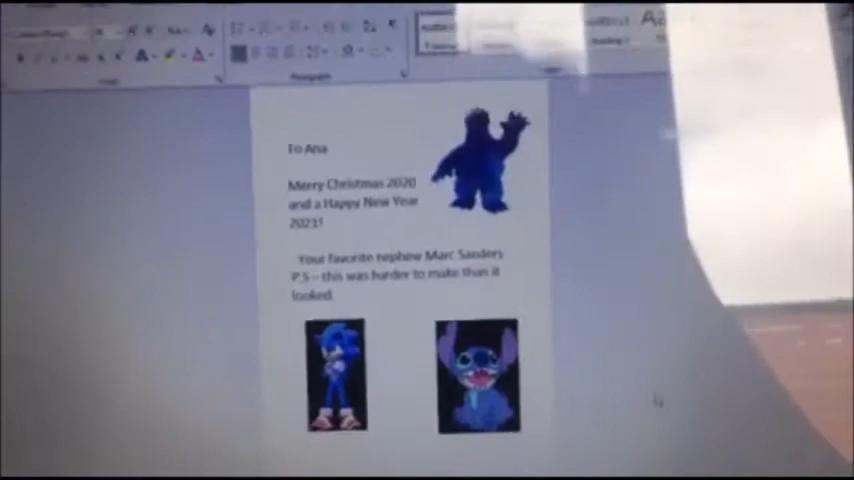 To Ana
Merry Christmas 2020
and a Happy New Year
2021!
Your favorite nephew Marc Sanders
P.S – this was harder to make than it
looked.
Paragraph